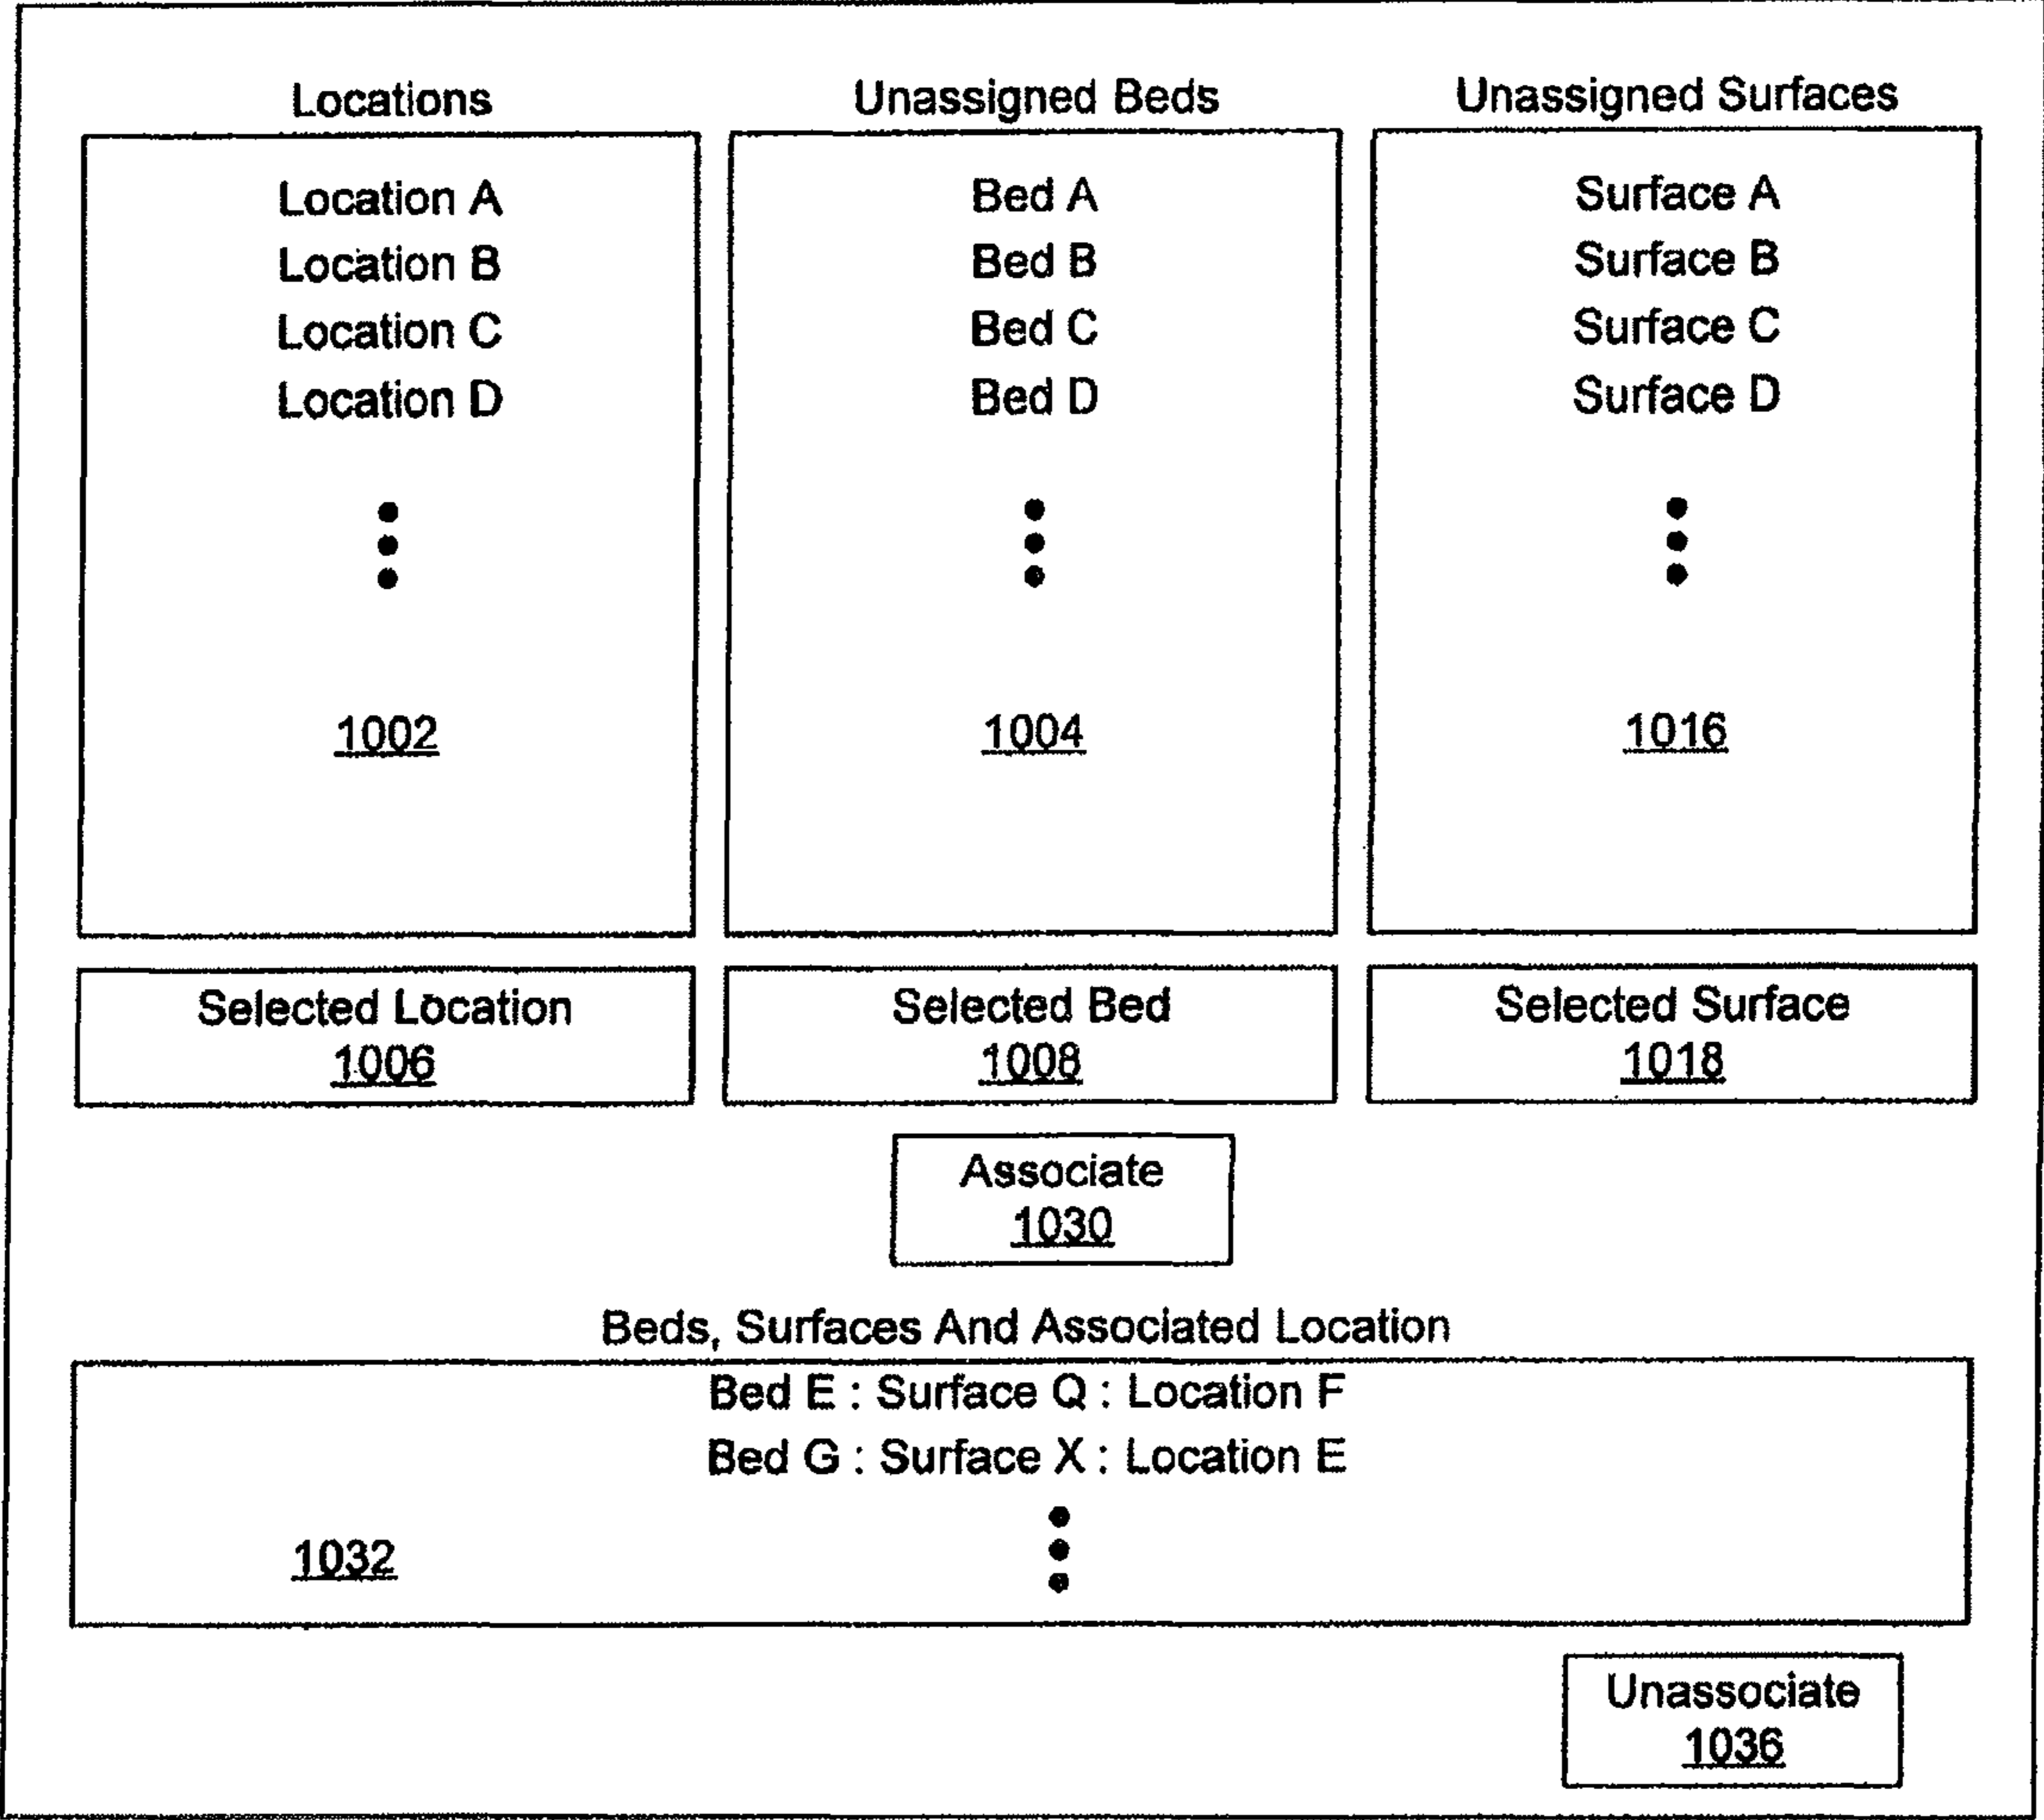 Locations
Unassigned Beds
Unassigned Surfaces
Location A
Location B
Location C
Location D
1002
Bed A
Bed B
Bed C
Bed D
1004
Surface A
Surface B
Surface C
Surface D
1016
Selected Location
1006
Selected Bed
1008
Selected Surface
1018
Associate
1030
Beds, Surfaces And Associated Location
Bed E : Surface Q : Location F
Bed G : Surface X : Location E
1032
Unassociate
1036